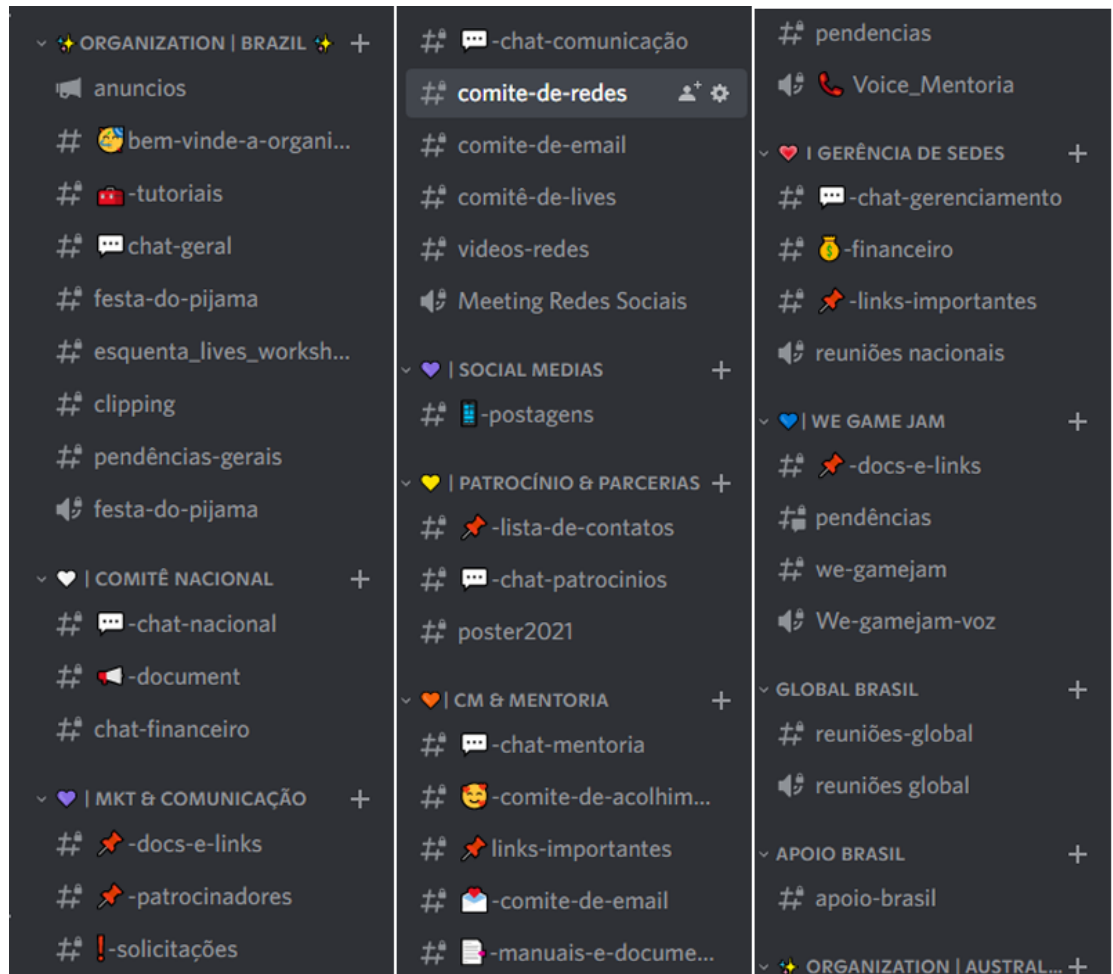 ORGANIZATION | BRAZIL
anuncios
bem-vinde-a-organi...
-tutoriais
chat-geral
festa-do-pijama
esquenta_lives_worksh...
clipping
pendências-gerais
festa-do-pijama
| COMITÊ NACIONAL
-chat-nacional
-document
chat-financeiro
| MKT & COMUNICAÇÃO
-docs-e-links
-patrocinadores
-solicitações
-chat-comunicação
comite-de-redes
comite-de-email
comitê-de-lives
videos-redes
Meeting Redes Sociais
| SOCIAL MEDIAS
-postagens
| PATROCÍNIO & PARCERIAS
-lista-de-contatos
-chat-patrocinios
poster2021
| CM & MENTORIA
-chat-mentoria
-comite-de-acolhim...
links-importantes
-comite-de-email
-manuais-e-docume...
pendencias
Voice_Mentoria
I GERÊNCIA DE SEDES
-chat-gerenciamento
-financeiro
-links-importantes
reuniões nacionais
| WE GAME JAM
-docs-e-links
pendências
we-gamejam
We-gamejam-voz
GLOBAL BRASIL
reuniões-global
reuniões global
APOIO BRASIL
apoio-brasil
ORGANIZATION | AUSTRAL...